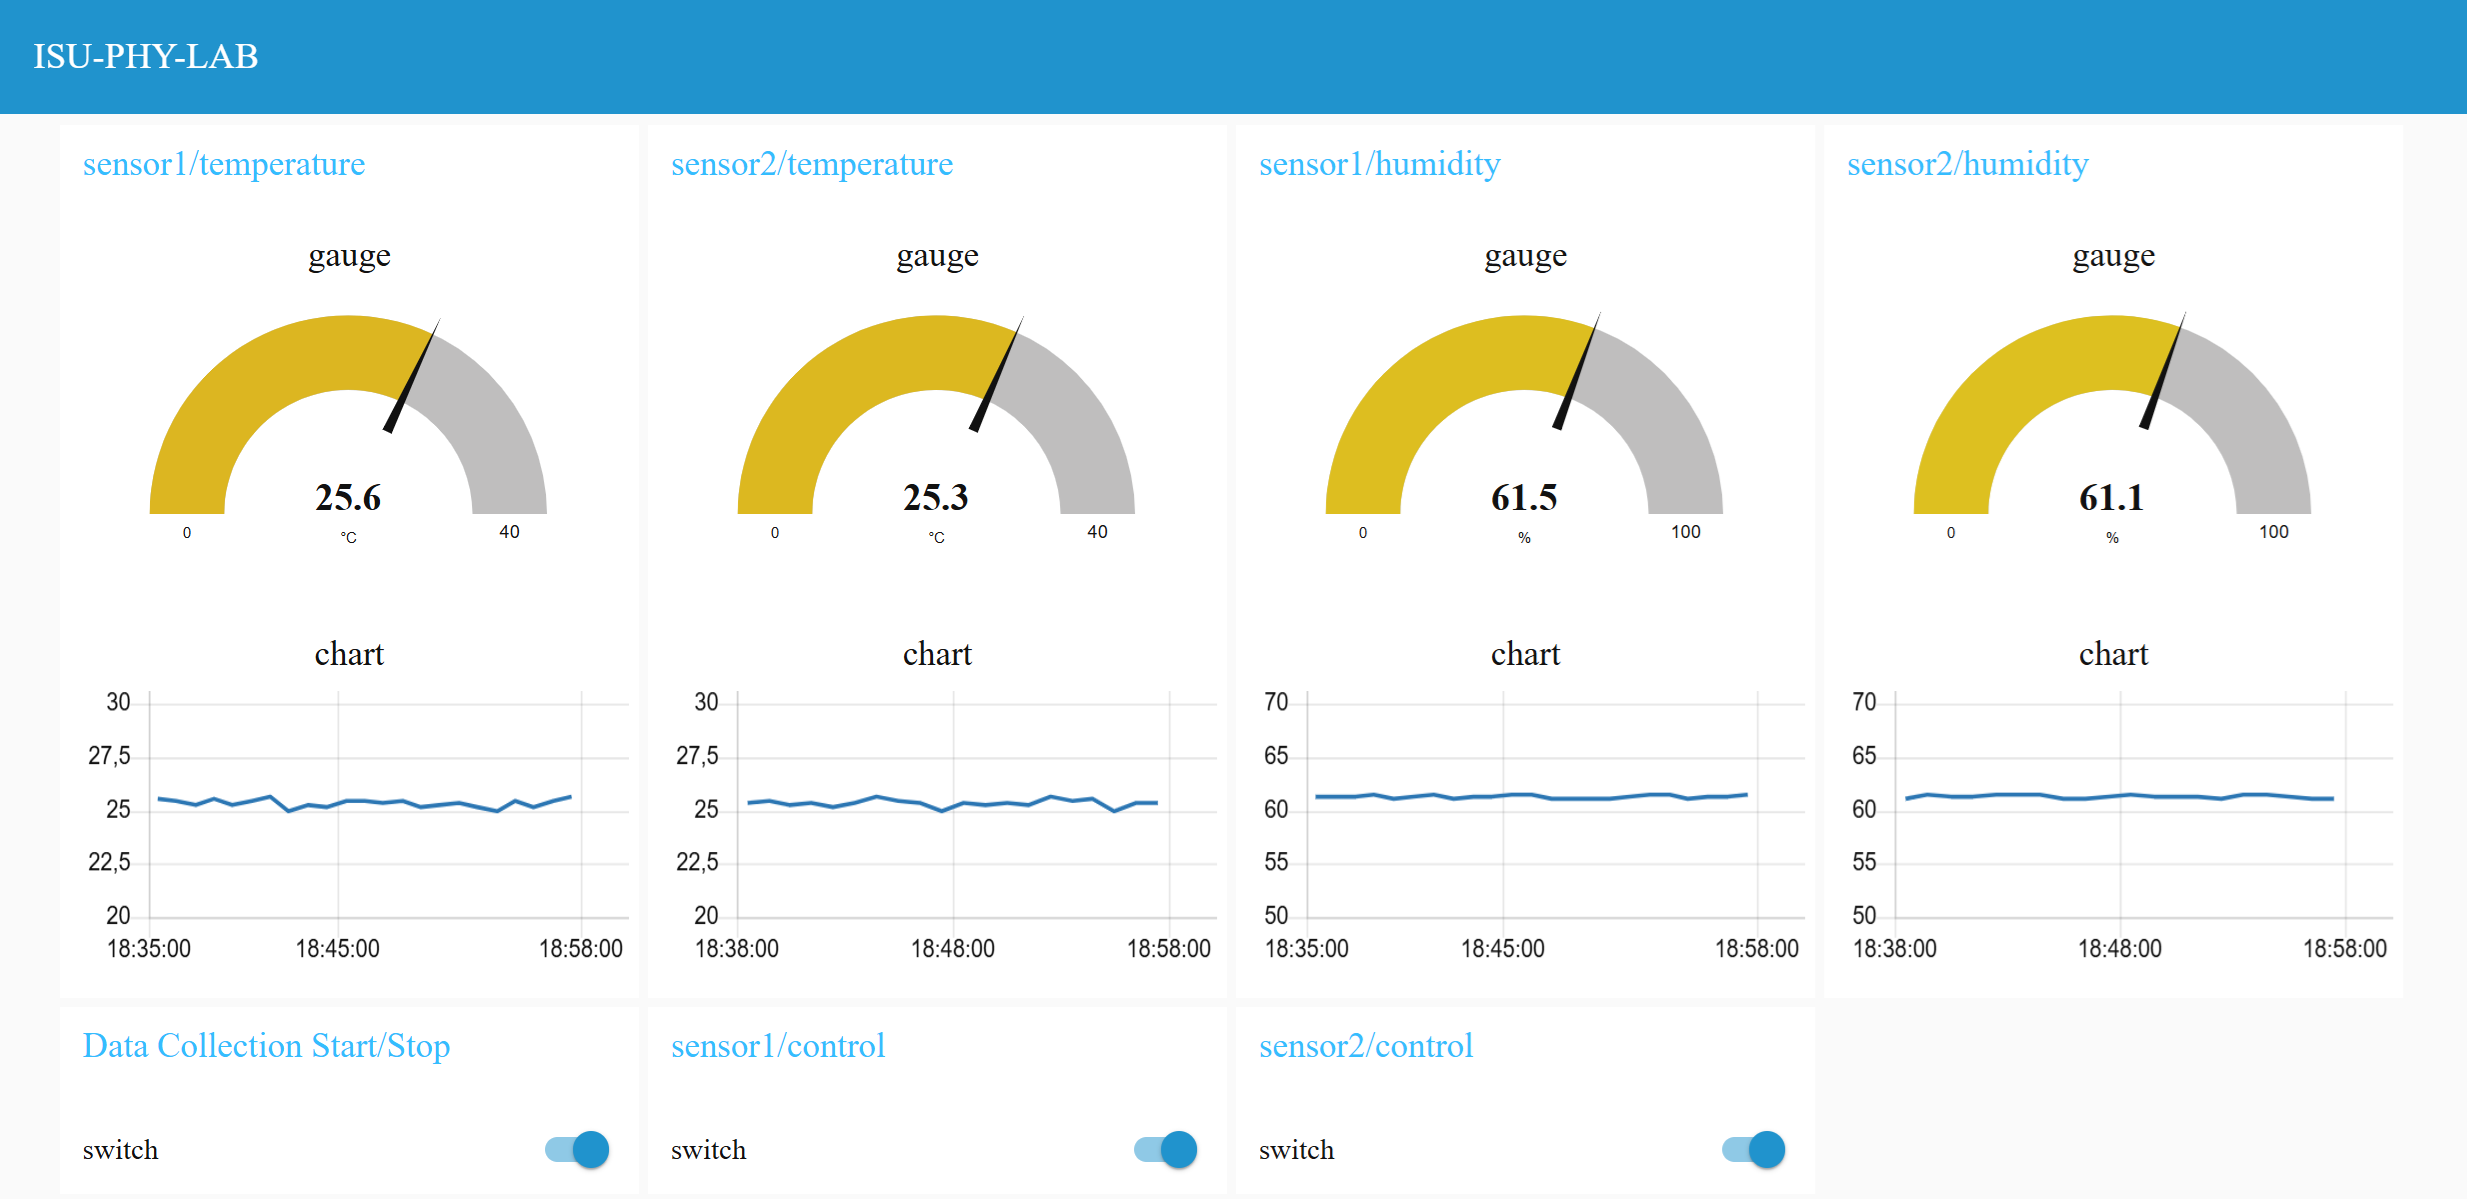 ISU-PHY-LAB
sensor1/temperature
gauge
25.6
°C
0
40
chart
30
27,5
25
22,5
20
18:35:00 18:45:00 18:58:00
sensor2/temperature
gauge
25.3
°C
0
40
chart
30
27,5
25
22,5
20
18:38:00 18:48:00 18:58:00
sensor1/humidity
gauge
61.5
%
0
100
chart
70
65
60
55
50
18:35:00 18:45:00 18:58:00
sensor2/humidity
gauge
61.1
%
0
100
chart
70
65
60
55
50
18:38:00 18:48:00 18:58:00
Data Collection Start/Stop
switch
sensor1/control
switch
sensor2/control
switch